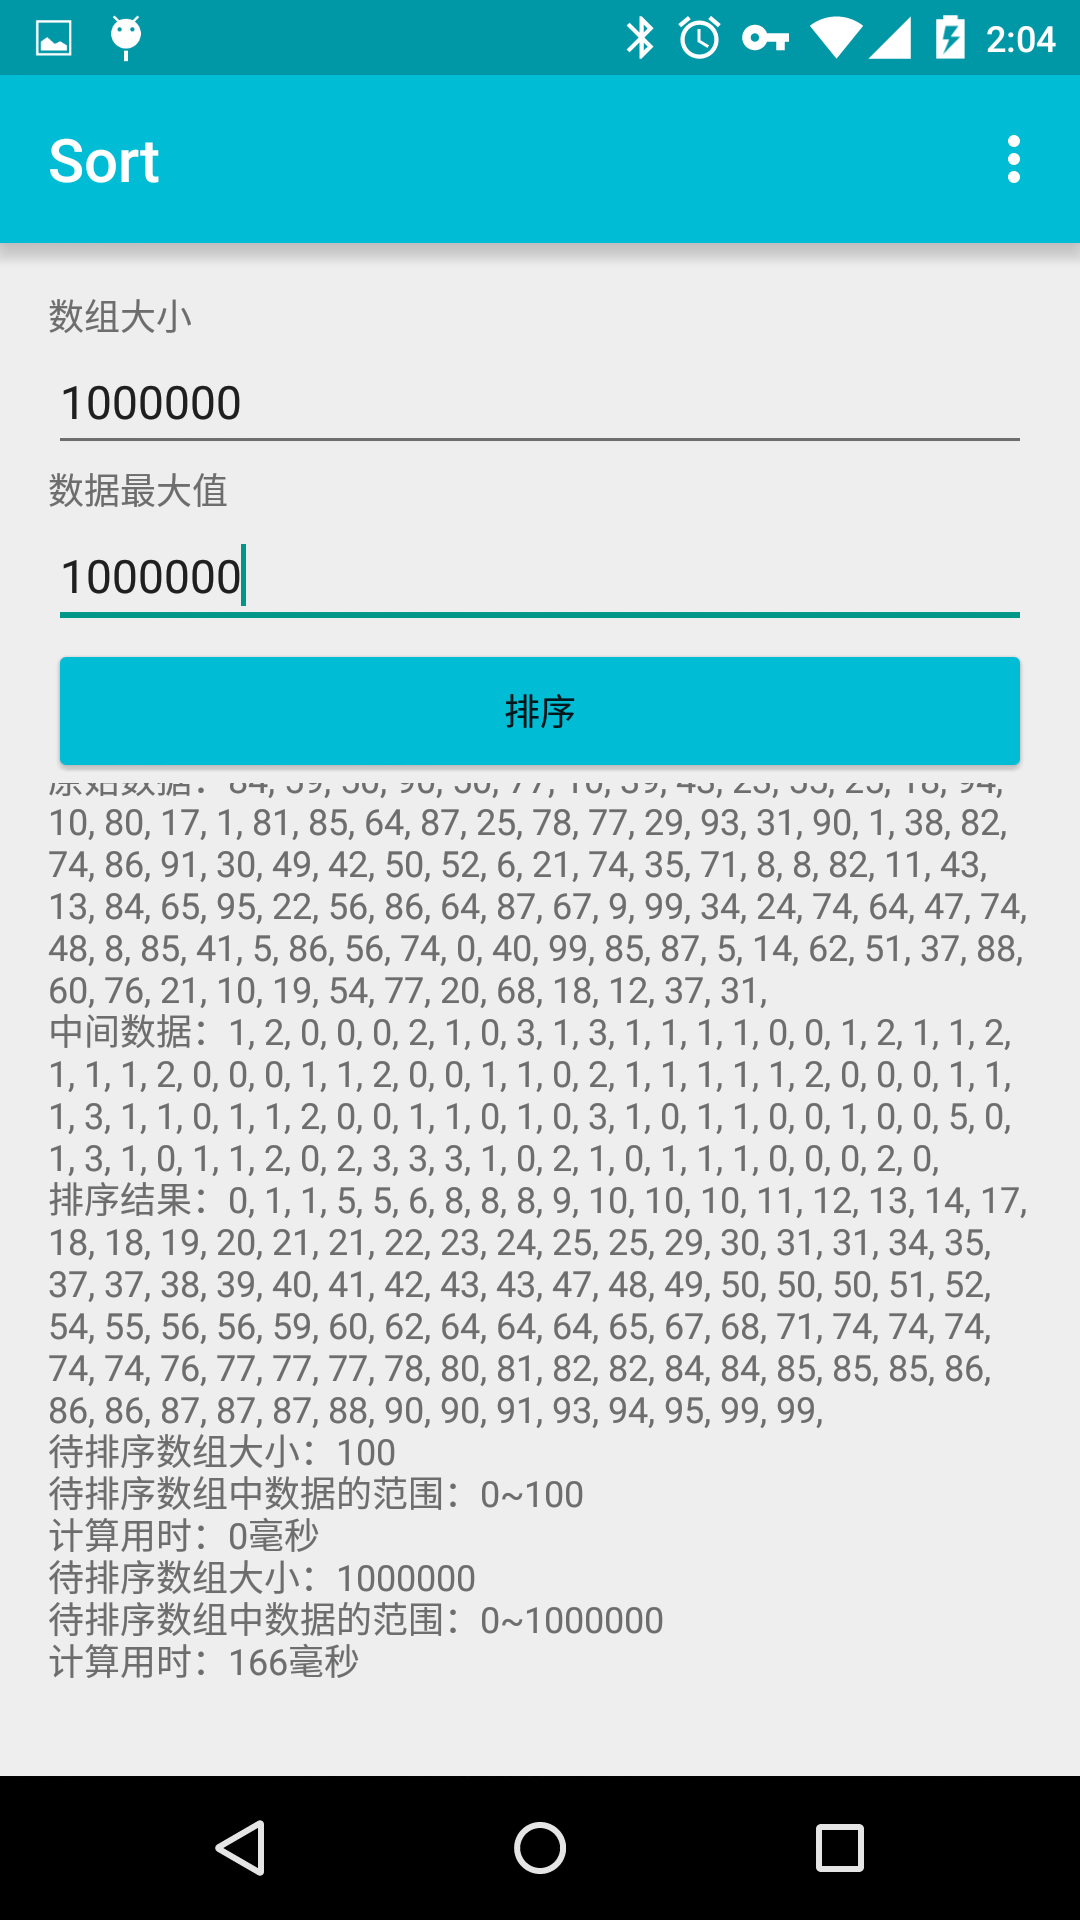 2:04
Sort
数组大小
1000000
数据最大值
1000000
排序
原始数据：84, 59, 50, 90, 50, 77, 10, 39, 43, 23, 55, 25, 18, 94,
10, 80, 17, 1, 81, 85, 64, 87, 25, 78, 77, 29, 93, 31, 90, 1, 38, 82,
74, 86, 91, 30, 49, 42, 50, 52, 6, 21, 74, 35, 71, 8, 8, 82, 11, 43,
13, 84, 65, 95, 22, 56, 86, 64, 87, 67, 9, 99, 34, 24, 74, 64, 47, 74,
48, 8, 85, 41, 5, 86, 56, 74, 0, 40, 99, 85, 87, 5, 14, 62, 51, 37, 88,
60, 76, 21, 10, 19, 54, 77, 20, 68, 18, 12, 37, 31,
中间数据：1, 2, 0, 0, 0, 2, 1, 0, 3, 1, 3, 1, 1, 1, 1, 0, 0, 1, 2, 1, 1, 2,
1, 1, 1, 2, 0, 0, 0, 1, 1, 2, 0, 0, 1, 1, 0, 2, 1, 1, 1, 1, 1, 2, 0, 0, 0, 1, 1,
1, 3, 1, 1, 0, 1, 1, 2, 0, 0, 1, 1, 0, 1, 0, 3, 1, 0, 1, 1, 0, 0, 1, 0, 0, 5, 0,
1, 3, 1, 0, 1, 1, 2, 0, 2, 3, 3, 3, 1, 0, 2, 1, 0, 1, 1, 1, 0, 0, 0, 2, 0,
排序结果：0, 1, 1, 5, 5, 6, 8, 8, 8, 9, 10, 10, 10, 11, 12, 13, 14, 17,
18, 18, 19, 20, 21, 21, 22, 23, 24, 25, 25, 29, 30, 31, 31, 34, 35,
37, 37, 38, 39, 40, 41, 42, 43, 43, 47, 48, 49, 50, 50, 50, 51, 52,
54, 55, 56, 56, 59, 60, 62, 64, 64, 64, 65, 67, 68, 71, 74, 74, 74,
74, 74, 76, 77, 77, 77, 78, 80, 81, 82, 82, 84, 84, 85, 85, 85, 86,
86, 86, 87, 87, 87, 88, 90, 90, 91, 93, 94, 95, 99, 99,
待排序数组大小：100
待排序数组中数据的范围：0~100
计算用时：0毫秒
待排序数组大小：1000000
待排序数组中数据的范围：0~1000000
计算用时：166毫秒